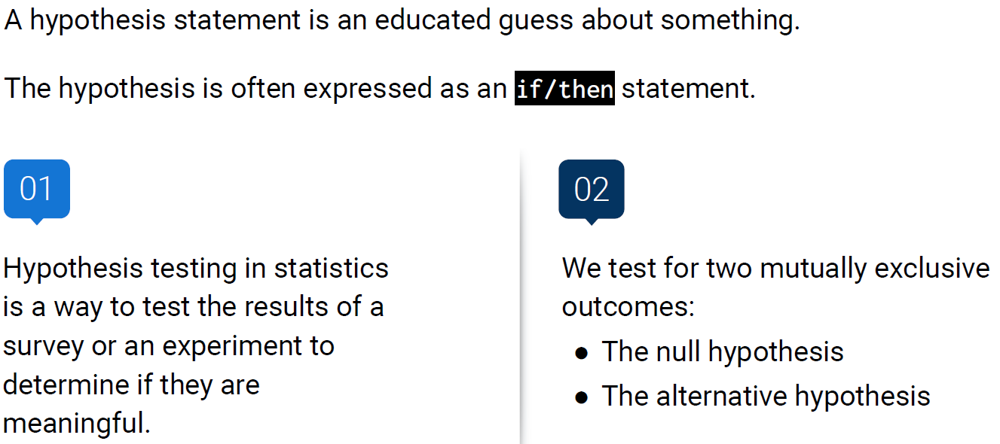 A hypothesis statement is an educated guess about something.
The hypothesis is often expressed as an if/then statement.
01
Hypothesis testing in statistics
is a way to test the results of a
survey or an experiment to
determine if they are
meaningful.
02
We test for two mutually exclusive
outcomes:
● The null hypothesis
● The alternative hypothesis